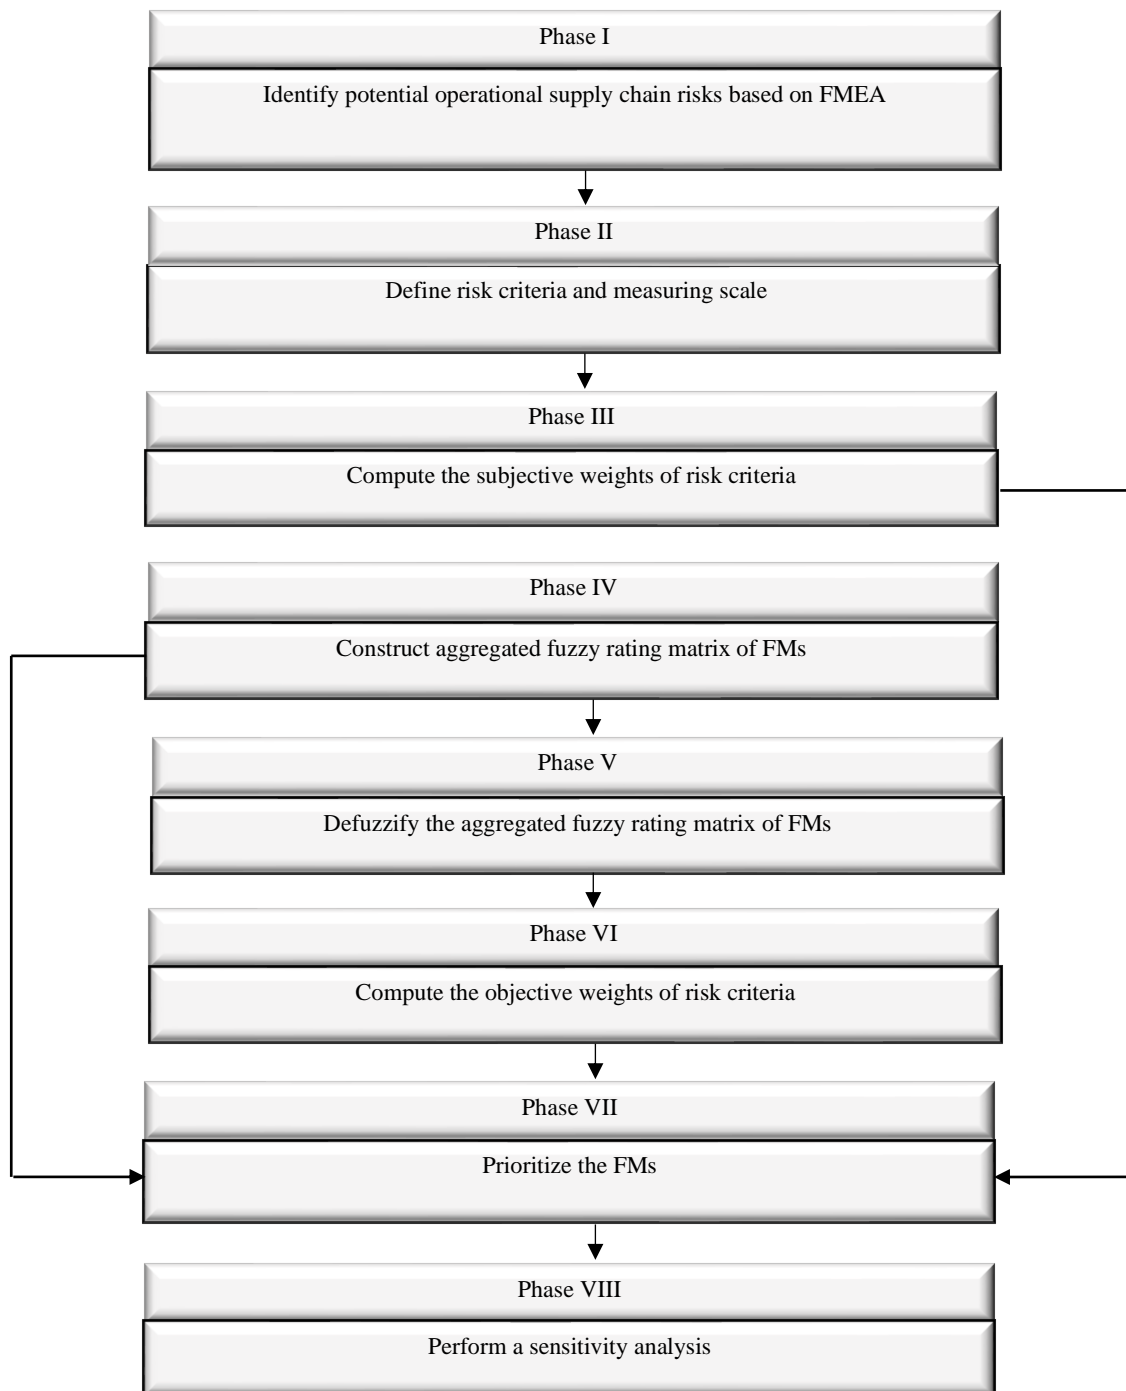 Phase I
Identify potential operational supply chain risks based on FMEA
Phase II
Define risk criteria and measuring scale
Phase III
Compute the subjective weights of risk criteria
Phase IV
Construct aggregated fuzzy rating matrix of FMs
Phase V
Defuzzify the aggregated fuzzy rating matrix of FMs
Phase VI
Compute the objective weights of risk criteria
Phase VII
Prioritize the FMs
Phase VIII
Perform a sensitivity analysis